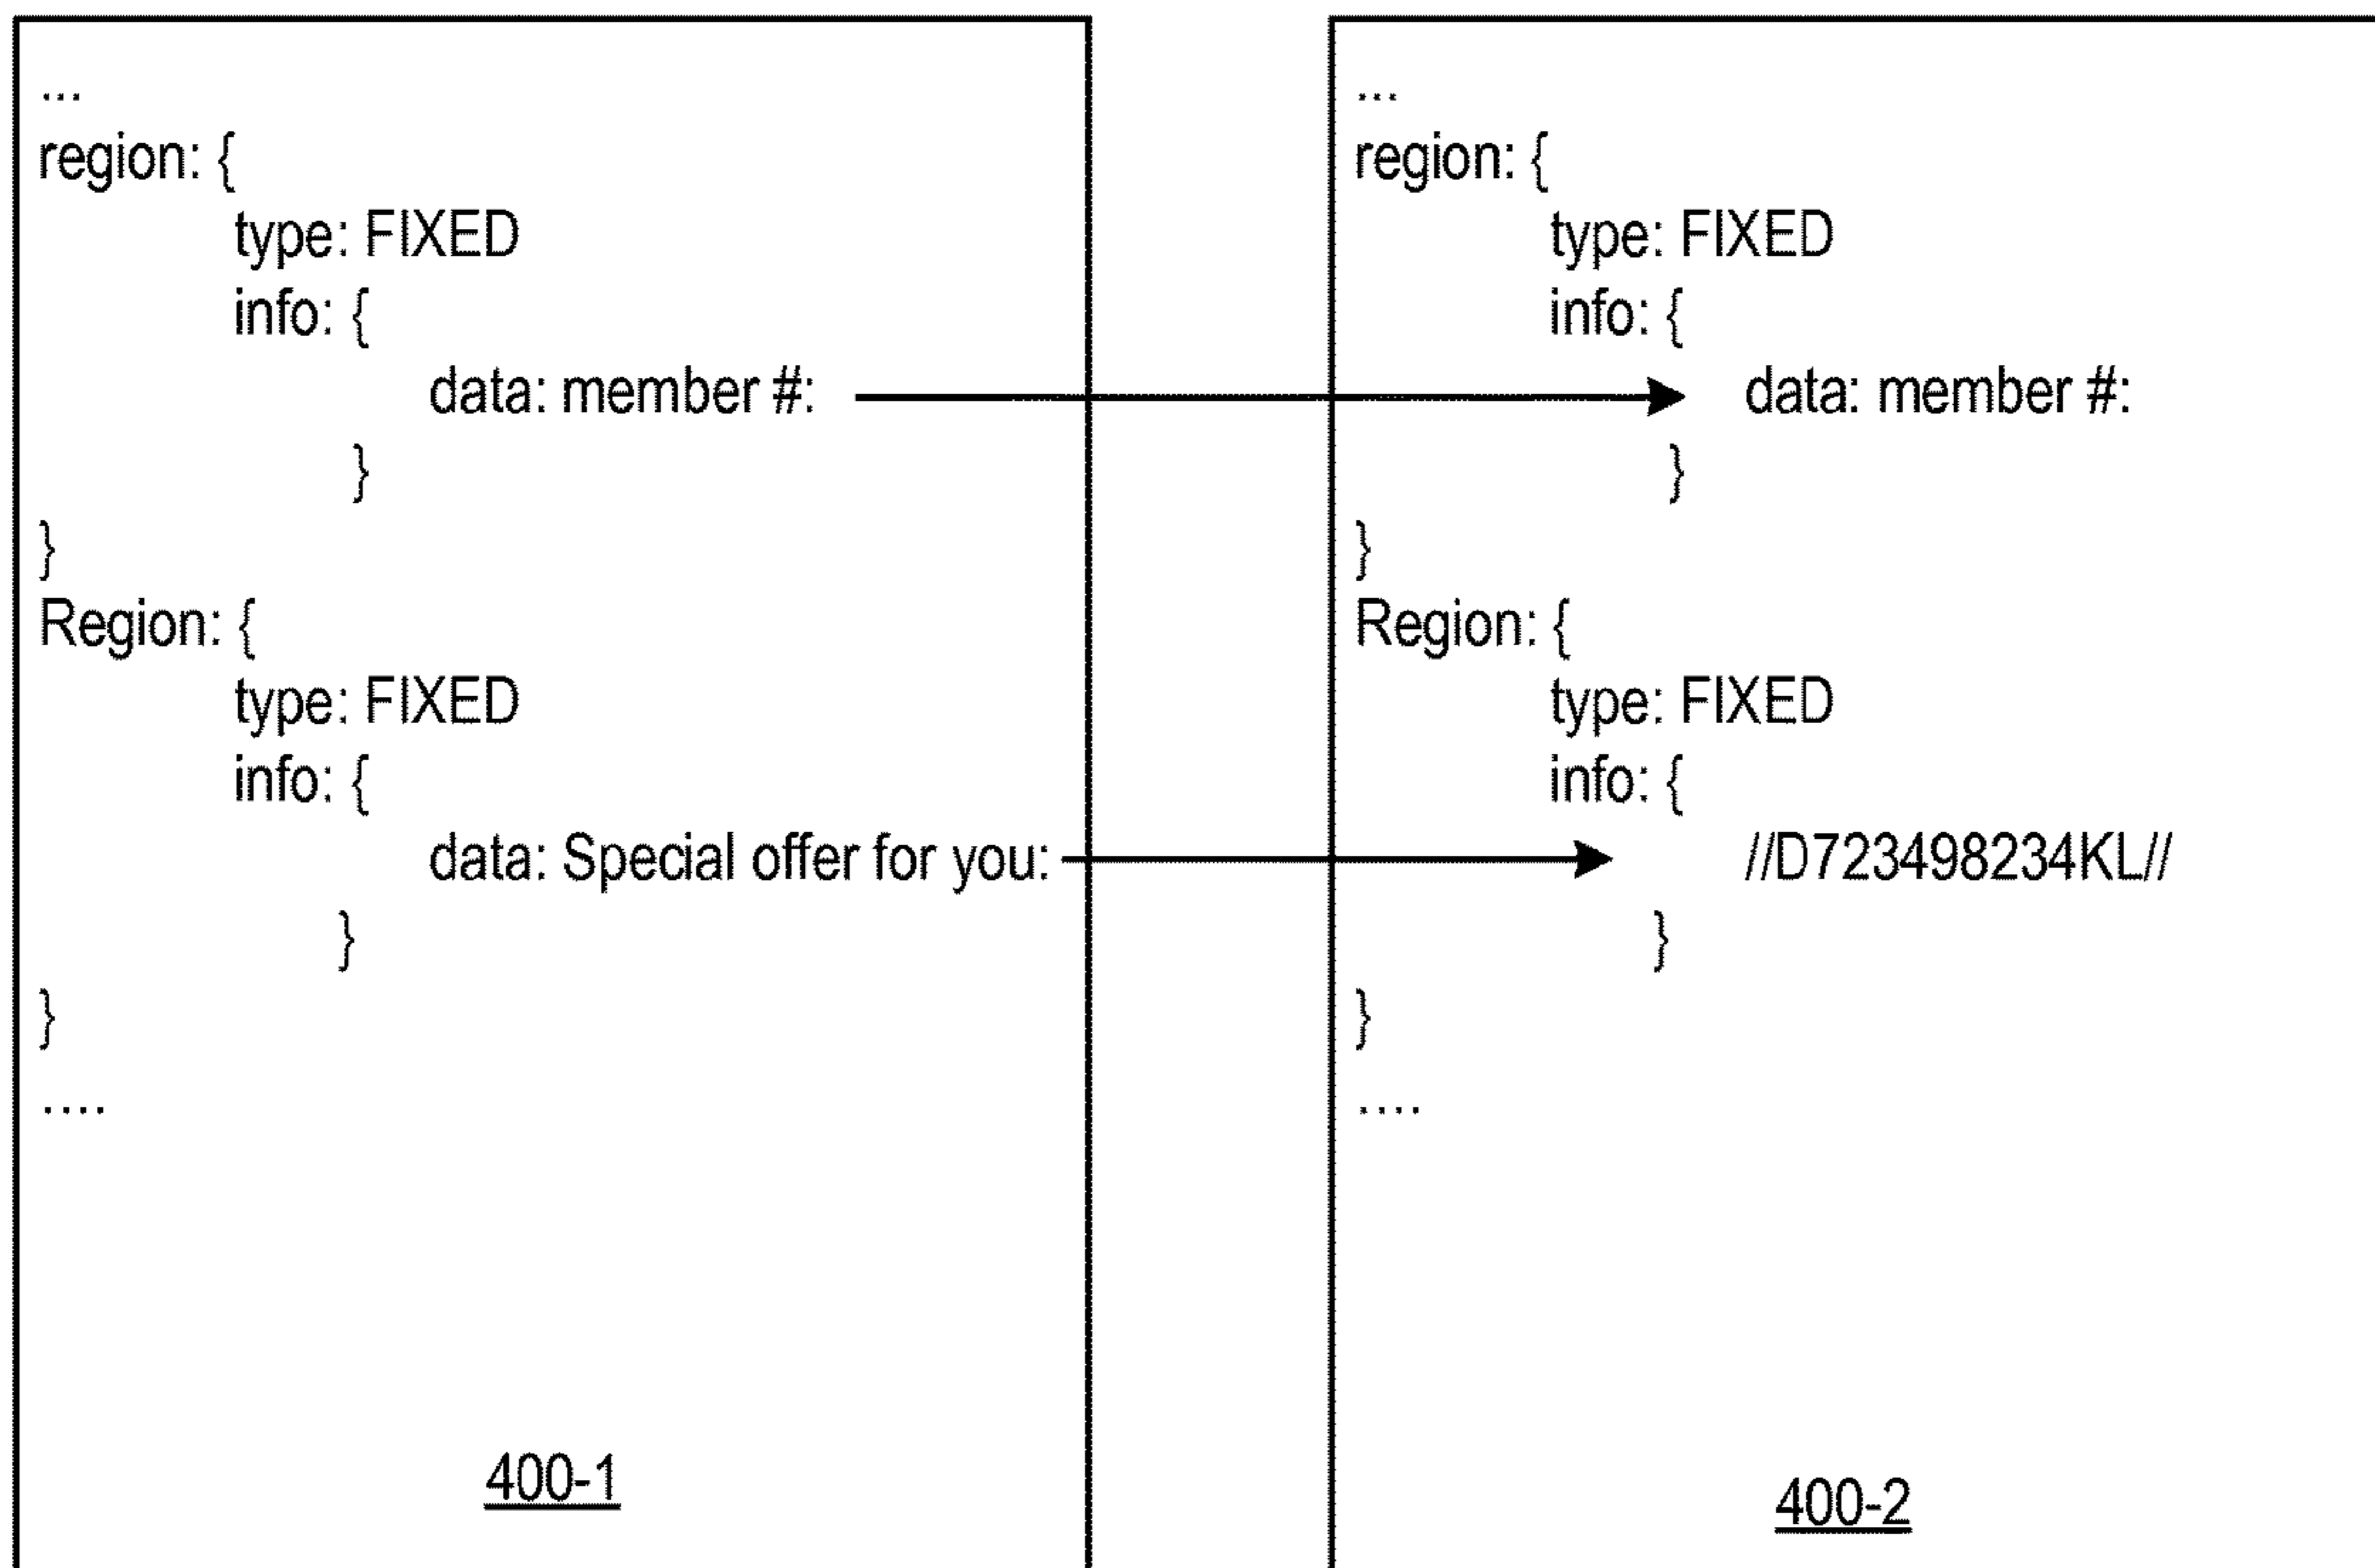 ...
region: {
type: FIXED
info: {
data: member #:
}
}
Region: {
type: FIXED
info: {
data: Special offer for you:
}
}
....
400-1
...
region: {
type: FIXED
info: {
data: member #:
}
}
Region: {
type: FIXED
info: {
//D723498234KL//
}
}
....
400-2